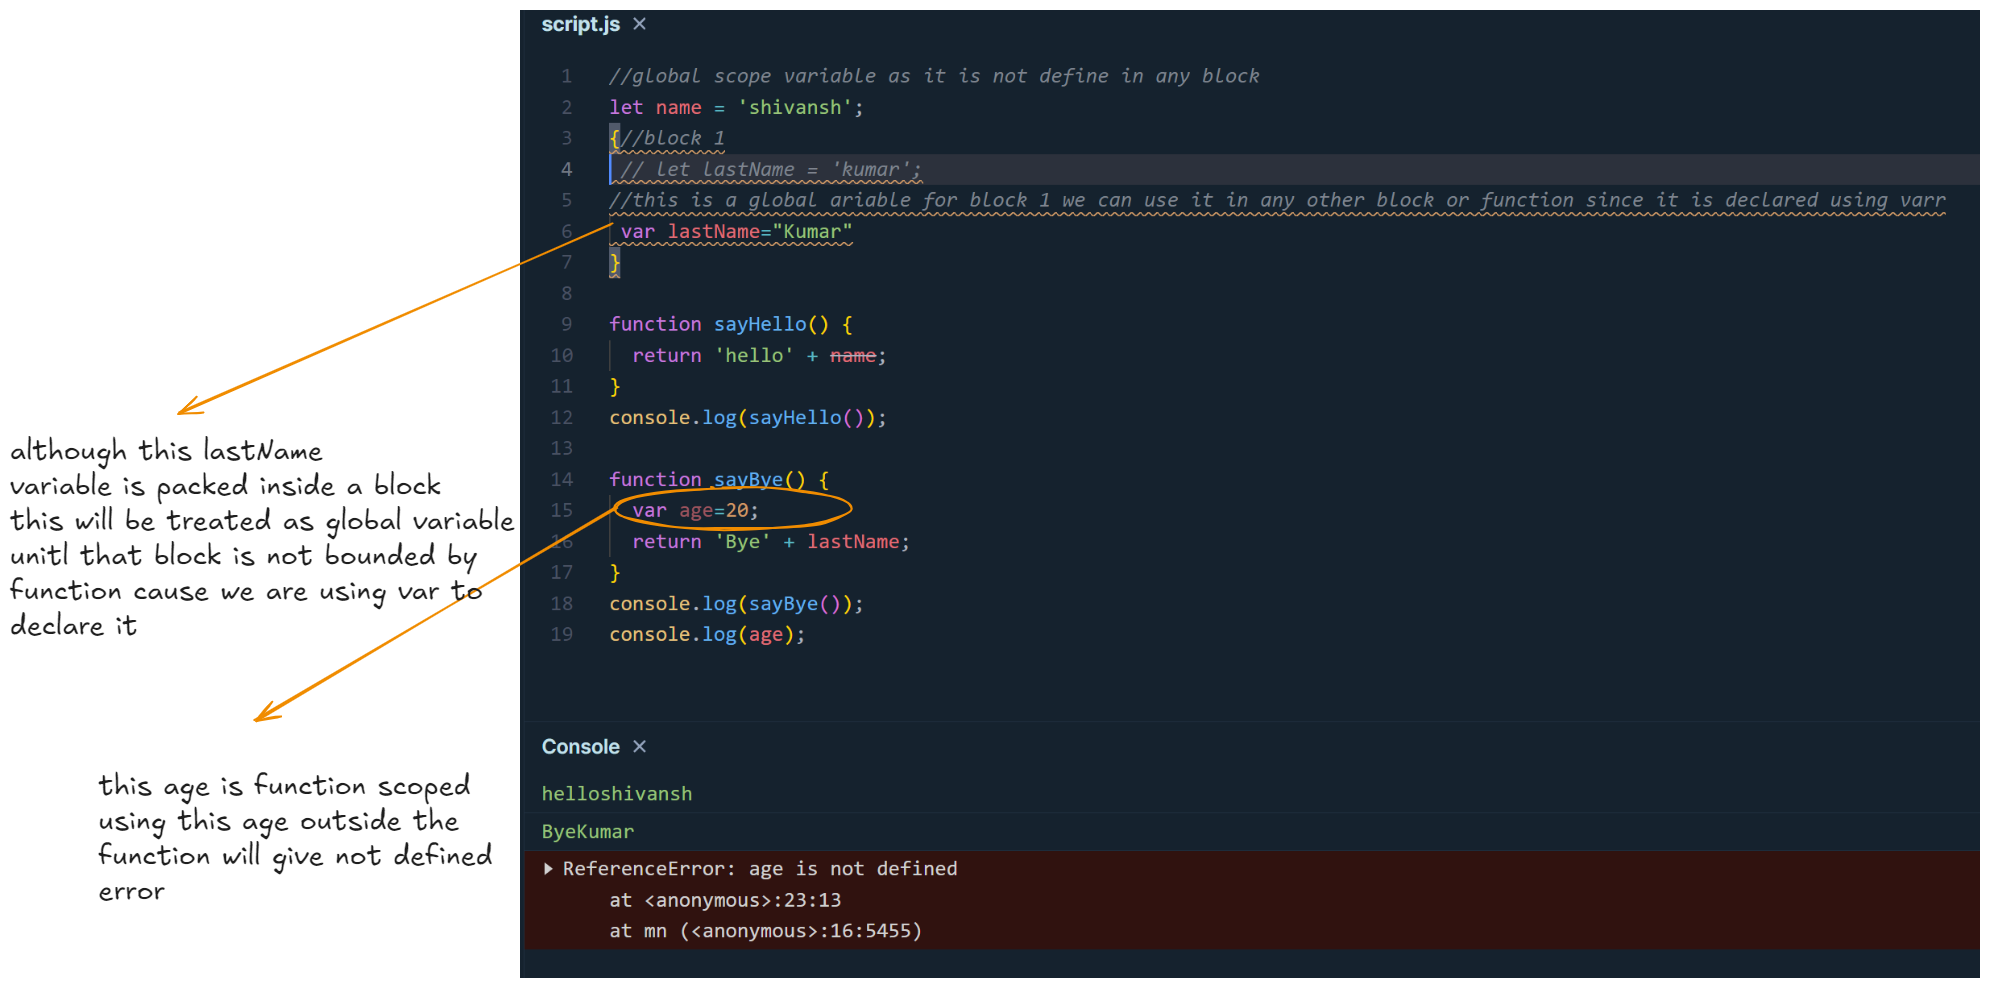 script.js ×
1 //global scope variable as it is not define in any block
2 let name = 'shivansh';
3 {//block 1
4 // let lastName = 'kumar';
5 //this is a global ariable for block 1 we can use it in any other block or function since it is declared using varr
6 var lastName="Kumar"
7 }
8
9 function sayHello() {
10 return 'hello' + name;
11 }
12 console.log(sayHello());
13
14 function sayBye() {
15 var age=20;
16 return 'Bye' + lastName;
17 }
18 console.log(sayBye());
19 console.log(age);
although this lastName
variable is packed inside a block
this will be treated as global variable
unitl that block is not bounded by
function cause we are using var to
declare it
this age is function scoped
using this age outside the
function will give not defined
error
Console ×
helloshivansh
ByeKumar
ReferenceError: age is not defined
at <anonymous>:23:13
at mn (<anonymous>:16:5455)